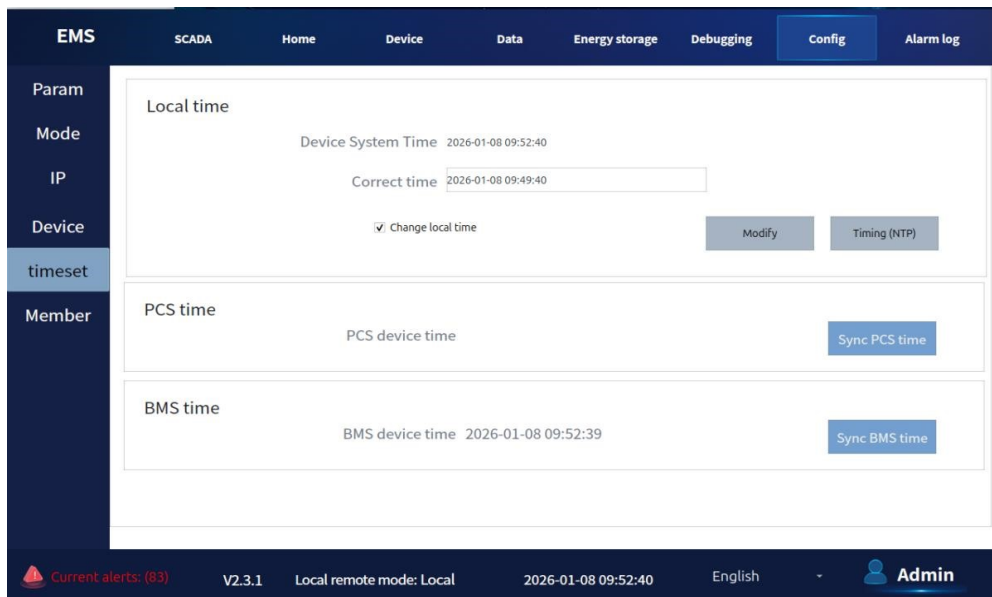 EMS SCADA Home Device Data Energy storage Debugging Config Alarm log
Param
Mode
IP
Device
timeset
Member
Local time
Device System Time 2026-01-08 09:52:40
Correct time 2026-01-08 09:49:40
Change local time
Modify
Timing (NTP)
PCS time
PCS device time
Sync PCS time
BMS time
BMS device time 2026-01-08 09:52:39
Sync BMS time
Current alerts: (83) V2.3.1 Local remote mode: Local 2026-01-08 09:52:40 English Admin